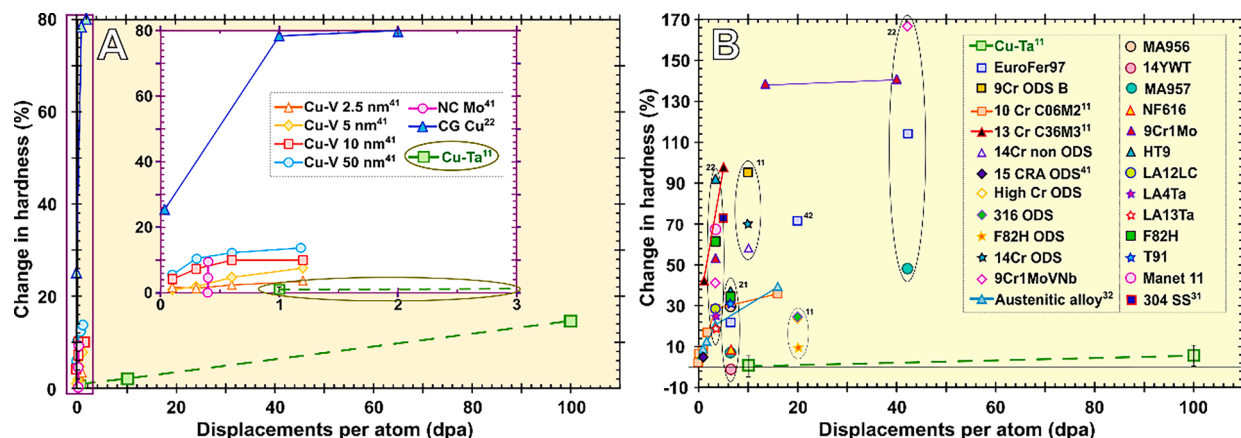 A
Change in hardness (%)
80
60
40
20
0
0
20
40
60
80
100
Displacements per atom (dpa)
80
60
40
20
10
0
0
1
2
3
Cu-V 2.5 nm41
Cu-V 5 nm41
Cu-V 10 nm41
Cu-V 50 nm41
NC Mo41
CG Cu22
Cu-Ta11
B
Change in hardness (%)
170
150
130
110
90
70
50
30
10
-10
0
20
40
60
80
100
Displacements per atom (dpa)
22
22
11
42
21
11
Cu-Ta11
EuroFer97
9Cr ODS B
10 Cr C06M211
13 Cr C36M311
14Cr non ODS
15 CRA ODS41
High Cr ODS
316 ODS
F82H ODS
14Cr ODS
9Cr1MoVNb
Austenitic alloy32
MA956
14YWT
MA957
NF616
9Cr1Mo
HT9
LA12LC
LA4Ta
LA13Ta
F82H
T91
Manet 11
304 SS31